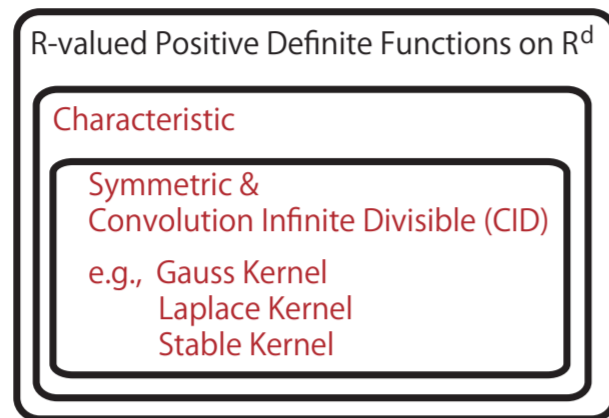 R-valued Positive Definite Functions on R^d
Characteristic
Symmetric &
Convolution Infinite Divisible (CID)
e.g., Gauss Kernel
Laplace Kernel
Stable Kernel